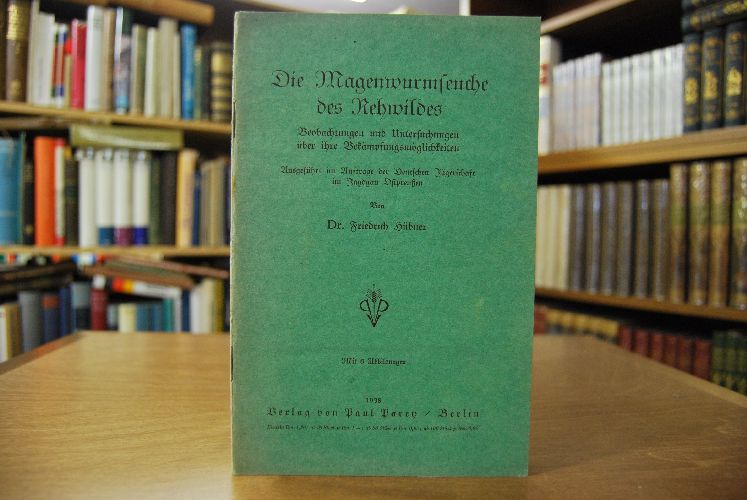 Die Magenwurmseuche
des Rehwildes
Beobachtungen und Untersuchungen
über ihre Bekämpfungsmöglichkeiten
Ausgeführt im Auftrage der Deutschen Jägerschaft
im Jagdgau Ostpreußen
Von
Dr. Friedrich Hübner
Mit 6 Abbildungen
1938
Verlag von Paul Parey / Berlin